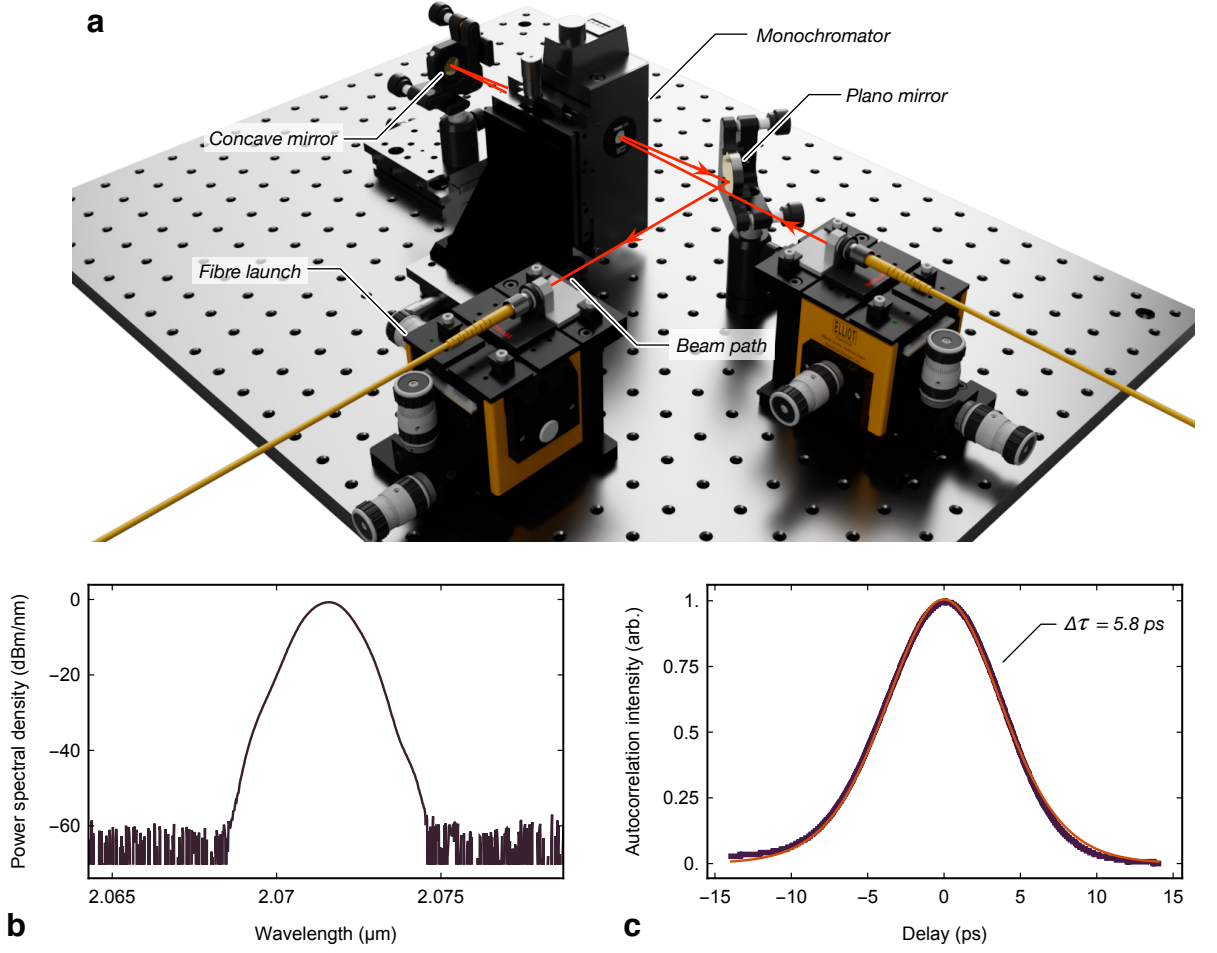 a
Monochromator
Plano mirror
Concave mirror
Fibre launch
ELLIOT
Beam path
Power spectral density (dBm/nm)
0
−20
−40
−60
2.065
2.07
2.075
Wavelength (µm)
b
Autocorrelation intensity (arb.)
1.
0.75
0.5
0.25
0.
Δτ = 5.8 ps
−15
−10
−5
0
5
10
15
Delay (ps)
c